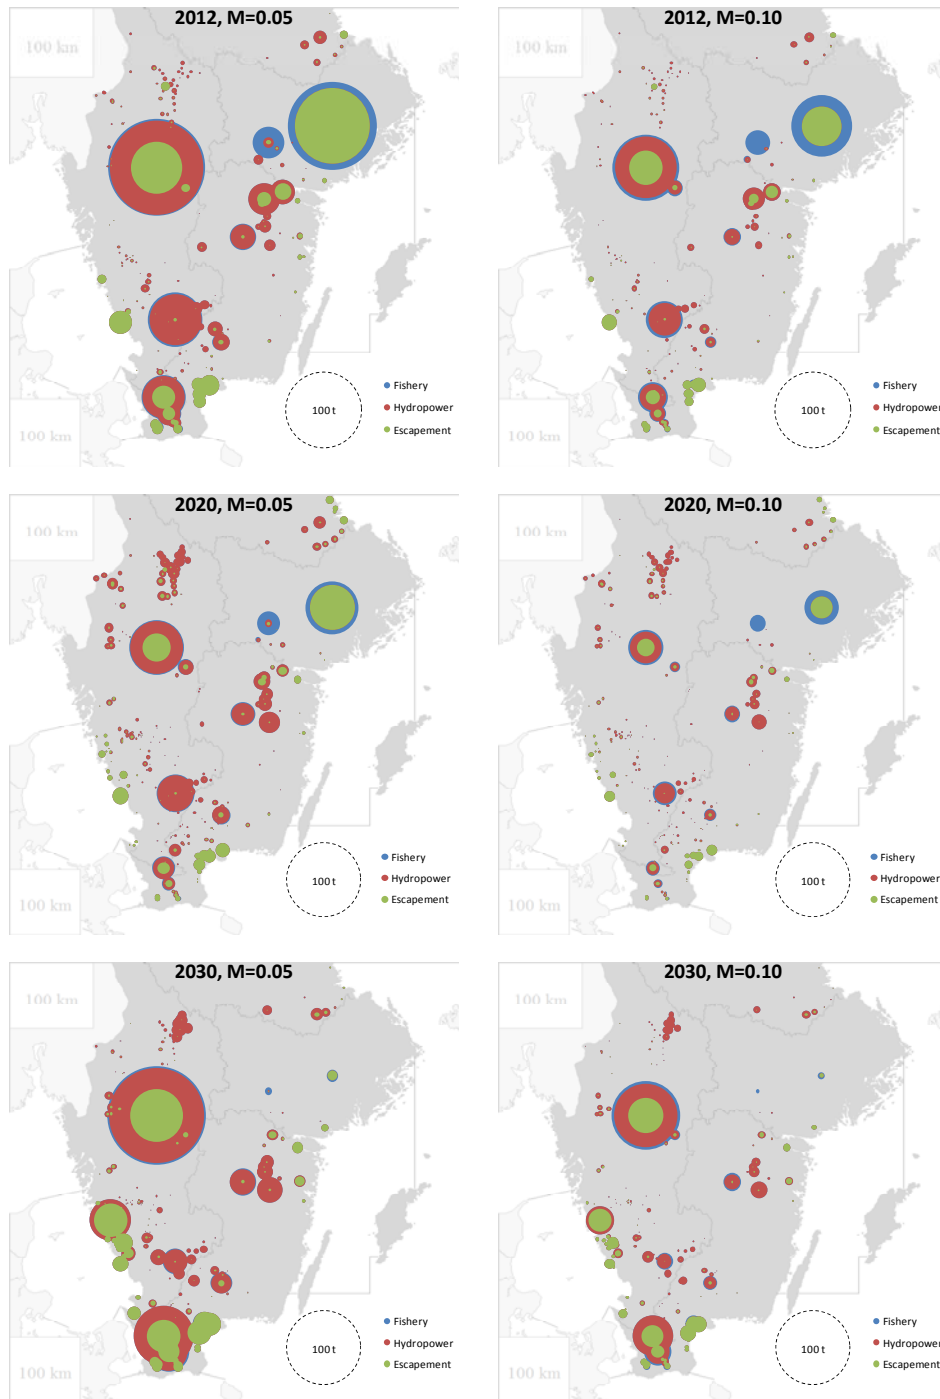 2012, M=0.05
100 km
100 km
100 t
Fishery
Hydropower
Escapement
2012, M=0.10
100 km
100 km
100 t
Fishery
Hydropower
Escapement
2020, M=0.05
100 km
100 km
100 t
Fishery
Hydropower
Escapement
2020, M=0.10
100 km
100 km
100 t
Fishery
Hydropower
Escapement
2030, M=0.05
100 km
100 km
100 t
Fishery
Hydropower
Escapement
2030, M=0.10
100 km
100 km
100 t
Fishery
Hydropower
Escapement